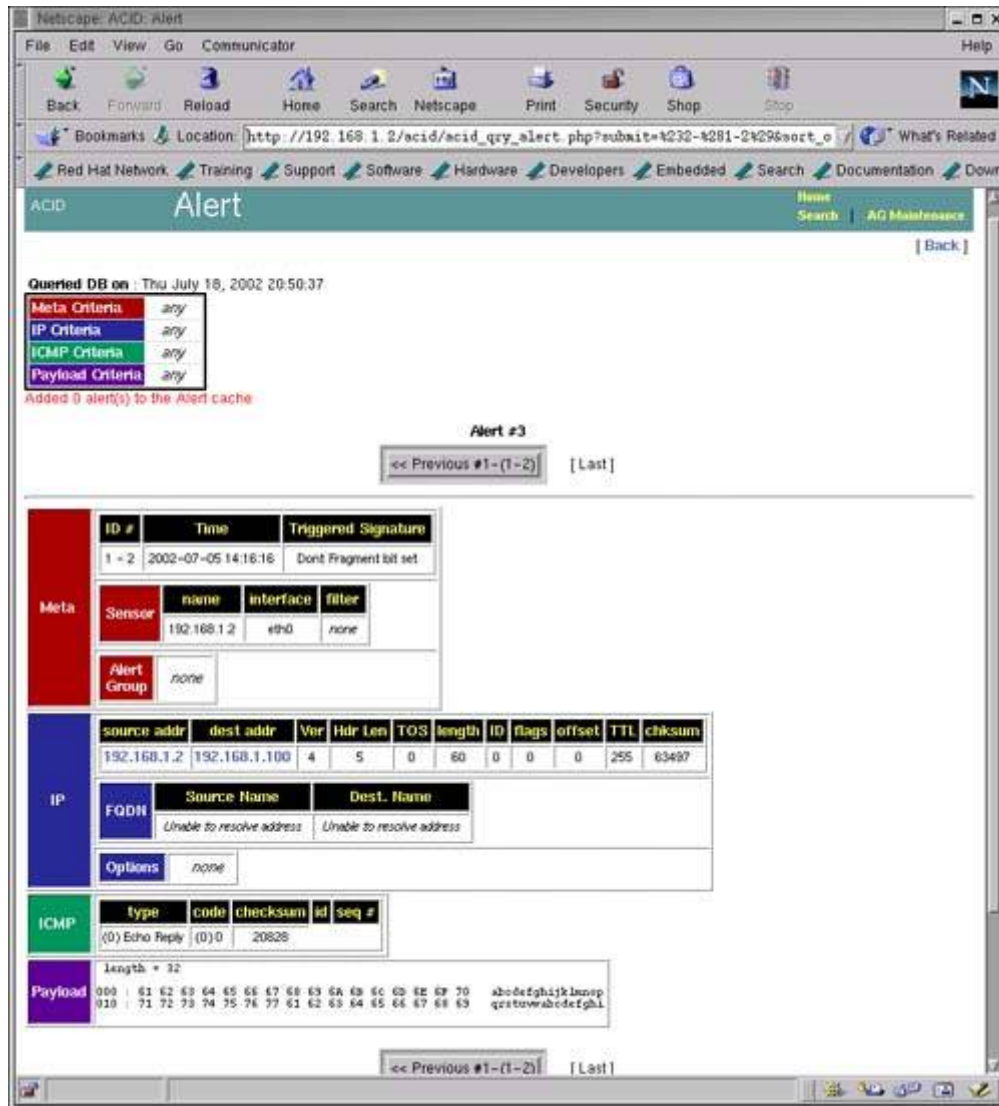 Netscape: ACID: Alert
File Edit View Go Communicator Help
Back Forward Reload Home Search Netscape Print Security Shop Stop
N
Bookmarks Location: http://192.168.1.2/acid/acid_qry_alert.php?submit=%232-%281-2%29&sort_o What's Related
Red Hat Network Training Support Software Hardware Developers Embedded Search Documentation Down
ACID Alert Home
Search | AG Maintenance
[ Back ]
Queried DB on : Thu July 18, 2002 20:50:37
Meta Criteria any
IP Criteria any
ICMP Criteria any
Payload Criteria any
Added 0 alert(s) to the Alert cache
Alert #3
<< Previous #1-(1-2) [ Last ]
Meta
ID # Time Triggered Signature
1 - 2 2002-07-05 14:16:16 Dont Fragment bit set
Sensor name interface filter
192.168.1.2 eth0 none
Alert Group none
IP
source addr dest addr Ver Hdr Len TOS length ID flags offset TTL chksum
192.168.1.2 192.168.1.100 4 5 0 60 0 0 0 255 63497
FQDN Source Name Dest. Name
Unable to resolve address Unable to resolve address
Options none
ICMP
type code checksum id seq #
(0) Echo Reply (0) 0 20828
Payload
length = 32
000 : 61 62 63 64 65 66 67 68 69 6A 6B 6C 6D 6E 6F 70 abcdefghijklmnop
010 : 71 72 73 74 75 76 77 61 62 63 64 65 66 67 68 69 qrstuvwabcdefghi
<< Previous #1-(1-2) [ Last ]